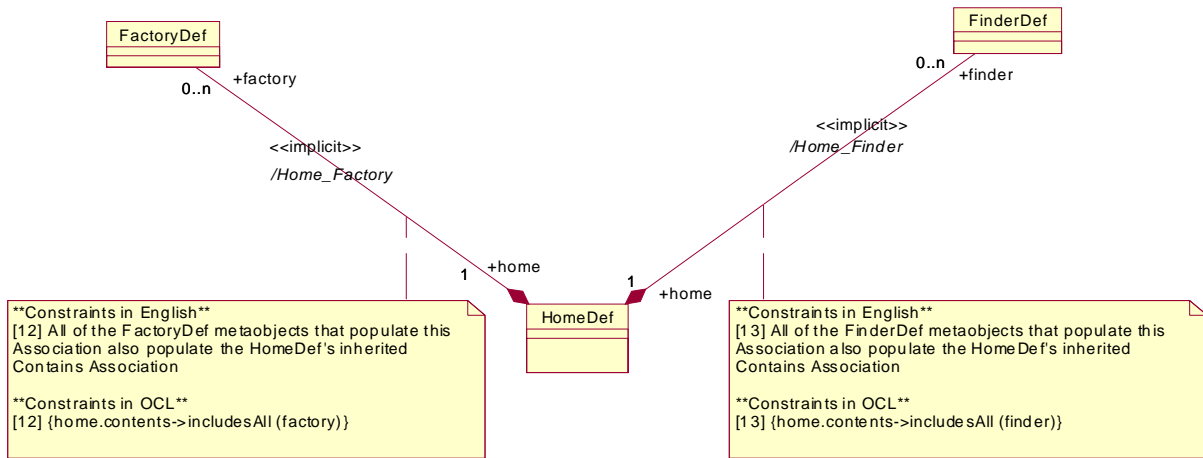 FactoryDef
FinderDef
+factory
0..n
0..n
+finder
<<implicit>>
/Home_Factory
<<implicit>>
/Home_Finder
1
+home
1
+home
HomeDef
**Constraints in English**
[12] All of the FactoryDef metaobjects that populate this
Association also populate the HomeDef's inherited
Contains Association
**Constraints in OCL**
[12] {home.contents->includesAll (factory)}
**Constraints in English**
[13] All of the FinderDef metaobjects that populate this
Association also populate the HomeDef's inherited
Contains Association
**Constraints in OCL**
[13] {home.contents->includesAll (finder)}